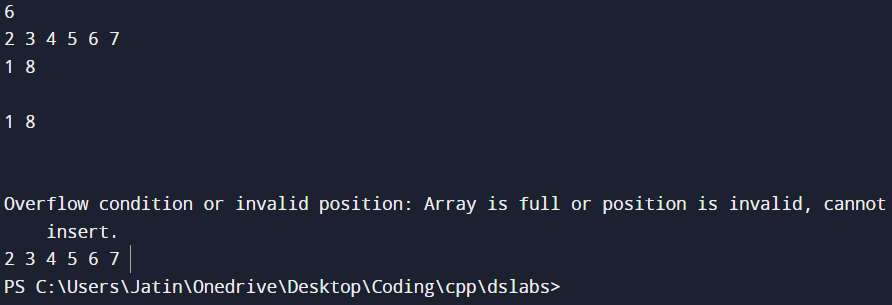 6
2 3 4 5 6 7
1 8
1 8
Overflow condition or invalid position: Array is full or position is invalid, cannot
insert.
2 3 4 5 6 7
PS C:\Users\Jatin\Onedrive\Desktop\Coding\cpp\dslabs>